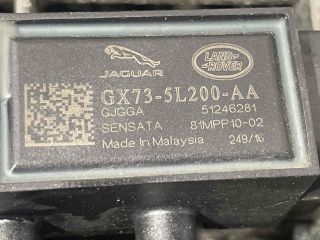 JAGUAR
LAND-
ROVER
GX73-5L200-AA
GJGGA 51246281
SENSATA 81MPP10-02
Made In Malaysia 249/16